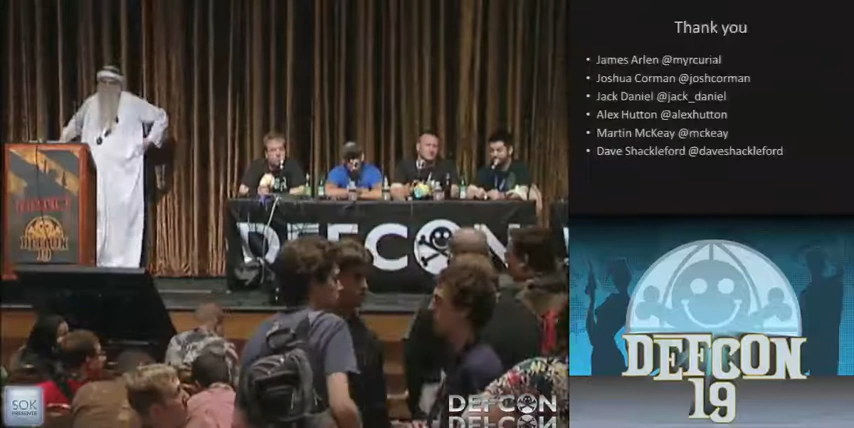 Thank you
• James Arlen @myrcurial
• Joshua Corman @joshcorman
• Jack Daniel @jack_daniel
• Alex Hutton @alexhutton
• Martin McKeay @mckeay
• Dave Shackleford @daveshackleford
DEFCON
19
DEFCON
DEFCON
19
SOK
DEFCON